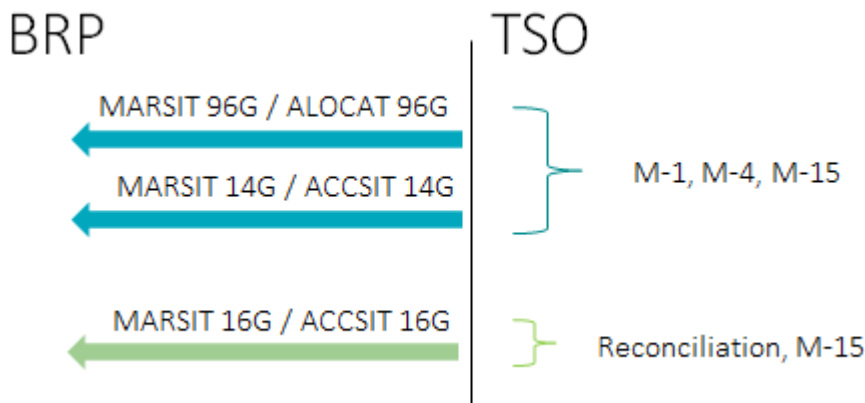 BRP
TSO
MARSIT 96G / ALOCAT 96G
MARSIT 14G / ACCSIT 14G
M-1, M-4, M-15
MARSIT 16G / ACCSIT 16G
Reconciliation, M-15